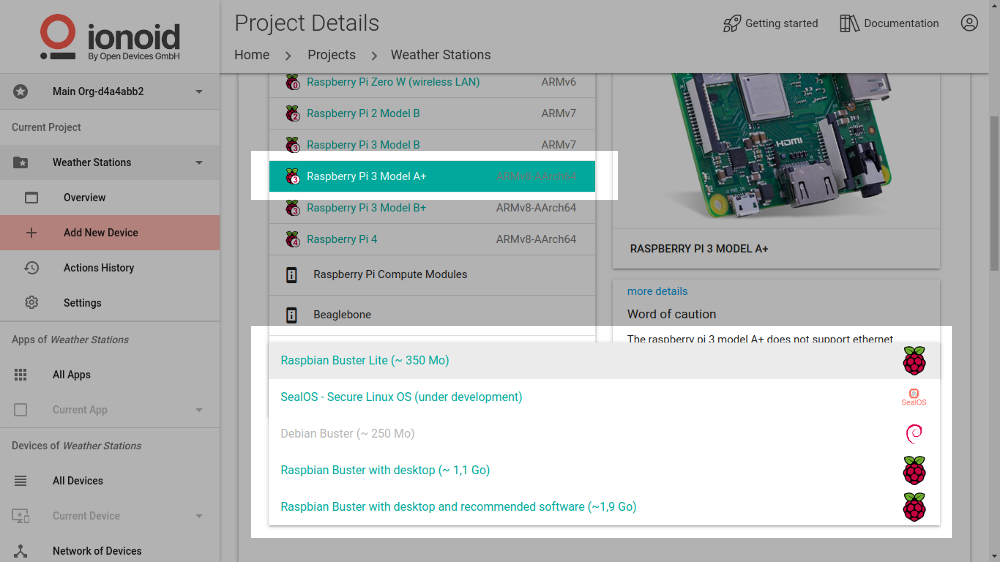 ionoid
By Open Devices GmbH
Main Org-d4a4abb2
Current Project
Weather Stations
Overview
Add New Device
Actions History
Settings
Apps of Weather Stations
All Apps
Current App
Devices of Weather Stations
All Devices
Current Device
Network of Devices
Project Details
Getting started
Documentation
Home > Projects > Weather Stations
Raspberry Pi Zero W (wireless LAN) ARMv6
Raspberry Pi 2 Model B ARMv7
Raspberry Pi 3 Model B ARMv7
Raspberry Pi 3 Model A+ ARMv8-AArch64
Raspberry Pi 3 Model B+ ARMv8-AArch64
Raspberry Pi 4 ARMv8-AArch64
Raspberry Pi Compute Modules
Beaglebone
HDMI
RASPBERRY PI 3 MODEL A+
more details
Word of caution
The raspberry pi 3 model A+ does not support ethernet
Raspbian Buster Lite (~ 350 Mo)
SealOS - Secure Linux OS (under development)
SealOS
Debian Buster (~ 250 Mo)
Raspbian Buster with desktop (~ 1,1 Go)
Raspbian Buster with desktop and recommended software (~1,9 Go)